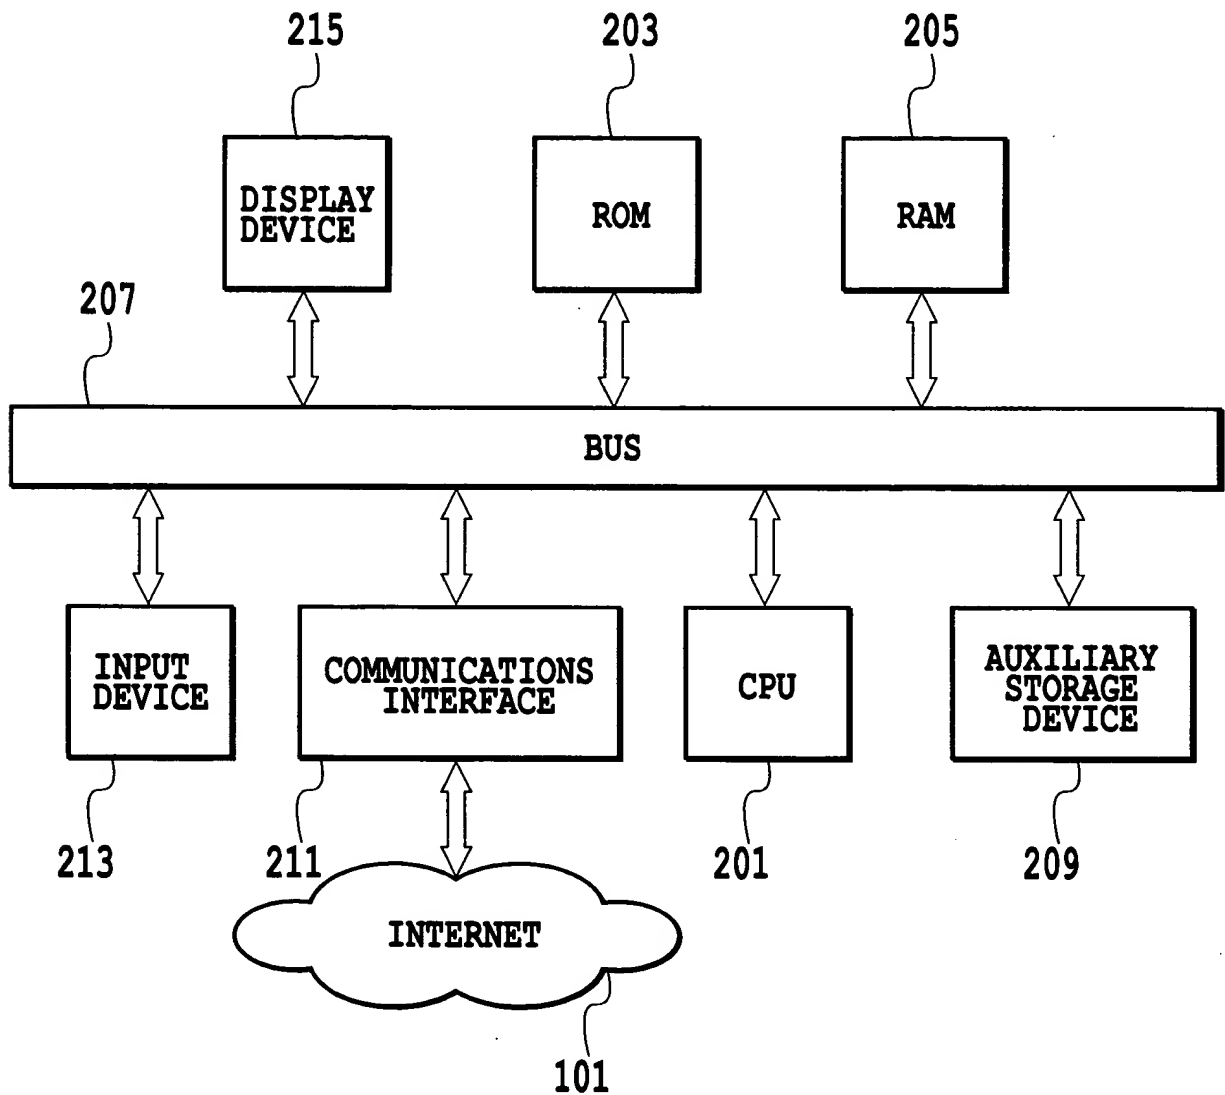 215
203
205
DISPLAY
DEVICE
ROM
RAM
207
BUS
INPUT
DEVICE
COMMUNICATIONS
INTERFACE
CPU
AUXILIARY
STORAGE
DEVICE
213
211
201
209
INTERNET
101